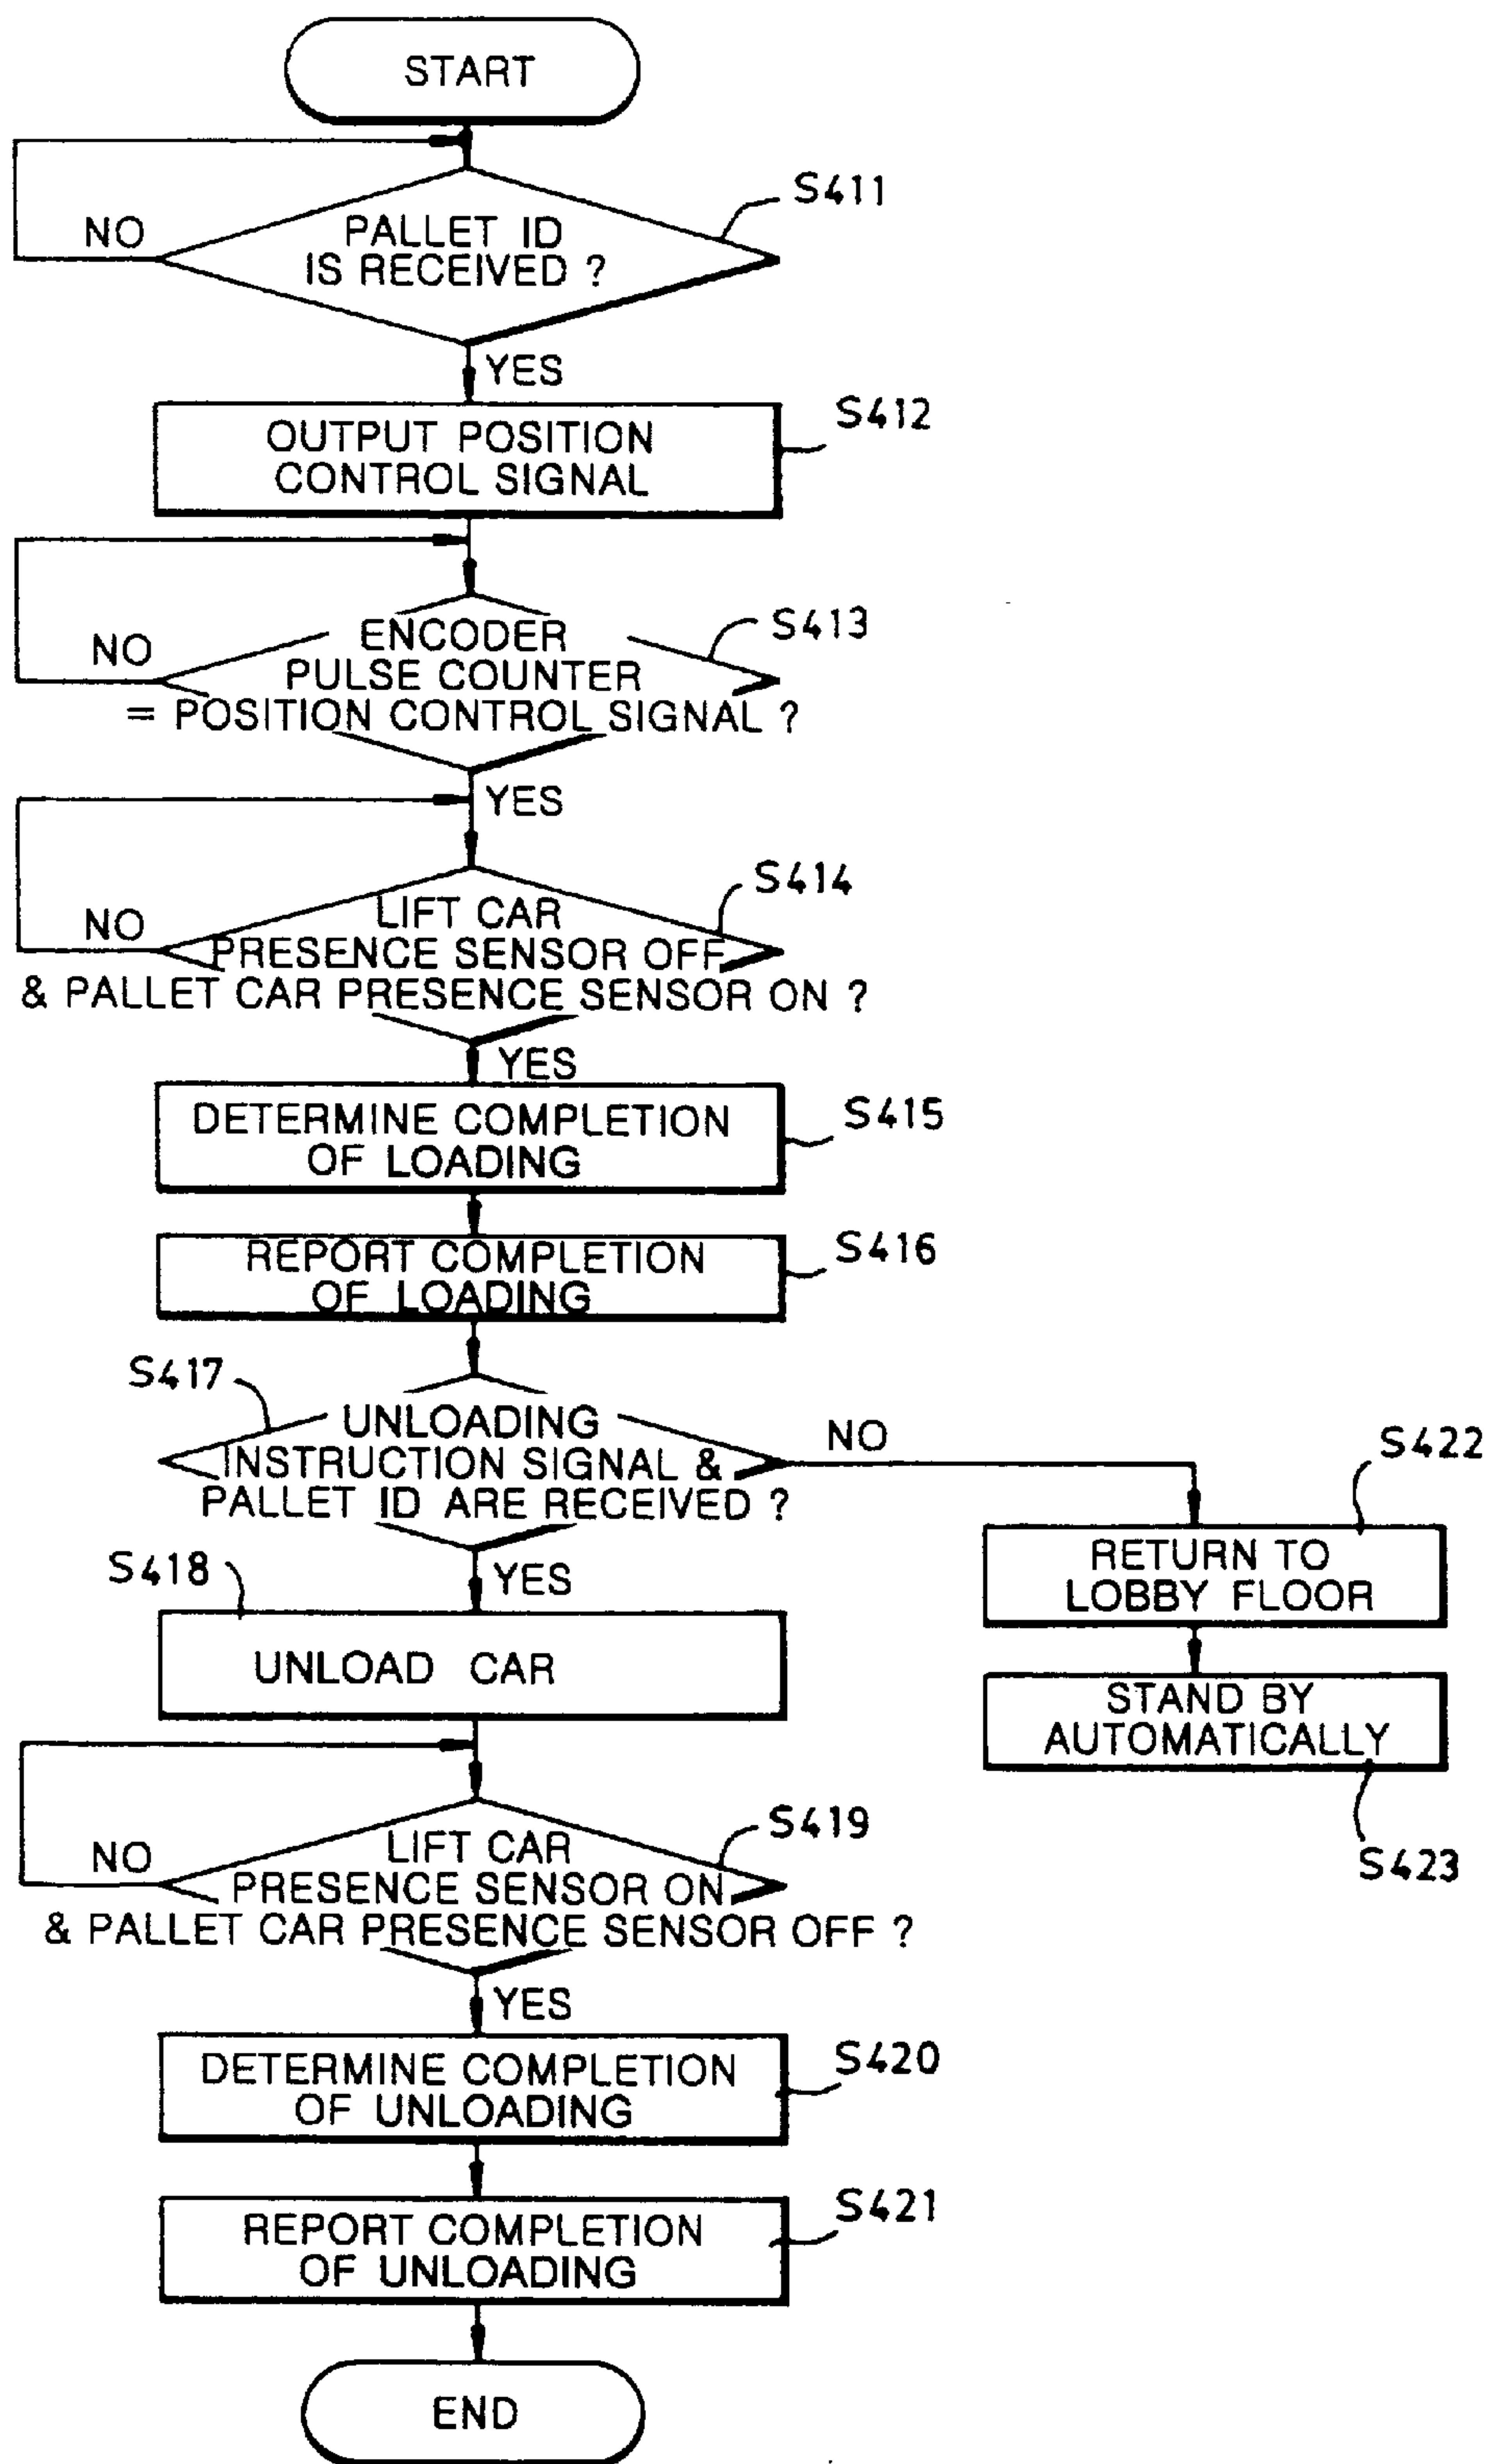 START
S411
NO
PALLET ID
IS RECEIVED ?
YES
S412
OUTPUT POSITION
CONTROL SIGNAL
S413
NO
ENCODER
PULSE COUNTER
= POSITION CONTROL SIGNAL ?
YES
S414
NO
LIFT CAR
PRESENCE SENSOR OFF
& PALLET CAR PRESENCE SENSOR ON ?
YES
S415
DETERMINE COMPLETION
OF LOADING
S416
REPORT COMPLETION
OF LOADING
S417
UNLOADING
INSTRUCTION SIGNAL &
PALLET ID ARE RECEIVED ?
NO
S422
RETURN TO
LOBBY FLOOR
STAND BY
AUTOMATICALLY
S423
YES
S418
UNLOAD CAR
S419
NO
LIFT CAR
PRESENCE SENSOR ON
& PALLET CAR PRESENCE SENSOR OFF ?
YES
S420
DETERMINE COMPLETION
OF UNLOADING
S421
REPORT COMPLETION
OF UNLOADING
END